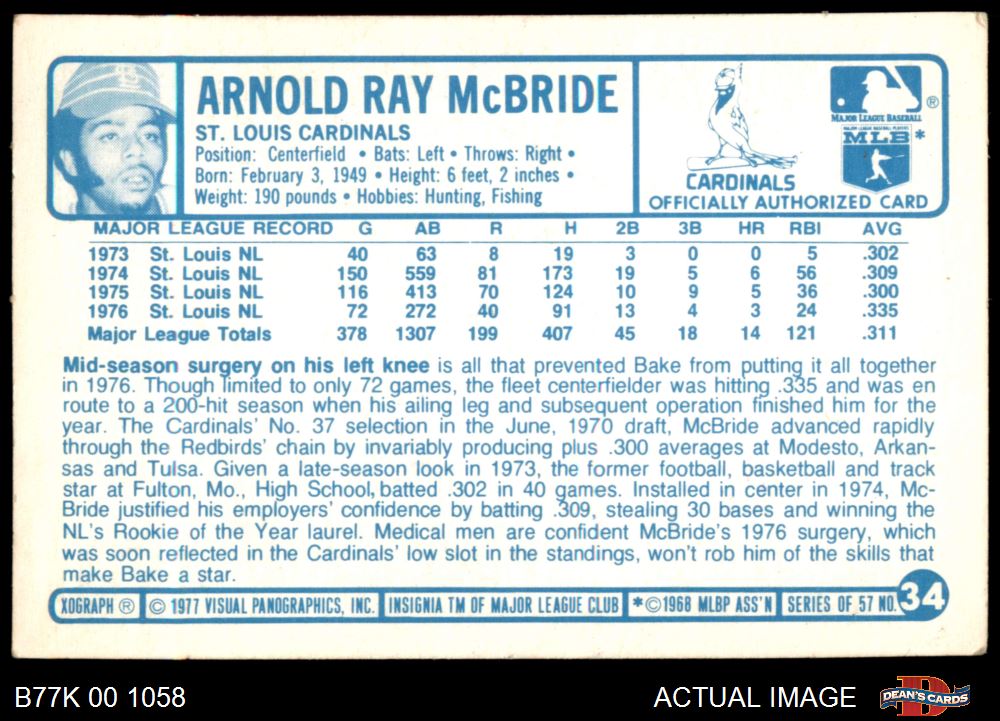 ARNOLD RAY McBRIDE
ST. LOUIS CARDINALS
Position: Centerfield • Bats: Left • Throws: Right •
Born: February 3, 1949 • Height: 6 feet, 2 inches •
Weight: 190 pounds • Hobbies: Hunting, Fishing
CARDINALS
OFFICIALLY AUTHORIZED CARD
MAJOR LEAGUE BASEBALL
®
MAJOR LEAGUE BASEBALL PLAYERS
MLB*
MAJOR LEAGUE RECORD G AB R H 2B 3B HR RBI AVG
1973 St. Louis NL 40 63 8 19 3 0 0 5 .302
1974 St. Louis NL 150 559 81 173 19 5 6 56 .309
1975 St. Louis NL 116 413 70 124 10 9 5 36 .300
1976 St. Louis NL 72 272 40 91 13 4 3 24 .335
Major League Totals 378 1307 199 407 45 18 14 121 .311
Mid-season surgery on his left knee is all that prevented Bake from putting it all together
in 1976. Though limited to only 72 games, the fleet centerfielder was hitting .335 and was en
route to a 200-hit season when his ailing leg and subsequent operation finished him for the
year. The Cardinals' No. 37 selection in the June, 1970 draft, McBride advanced rapidly
through the Redbirds' chain by invariably producing plus .300 averages at Modesto, Arkan-
sas and Tulsa. Given a late-season look in 1973, the former football, basketball and track
star at Fulton, Mo., High School, batted .302 in 40 games. Installed in center in 1974, Mc-
Bride justified his employers' confidence by batting .309, stealing 30 bases and winning the
NL's Rookie of the Year laurel. Medical men are confident McBride's 1976 surgery, which
was soon reflected in the Cardinals' low slot in the standings, won't rob him of the skills that
make Bake a star.
XOGRAPH ® © 1977 VISUAL PANOGRAPHICS, INC. INSIGNIA TM OF MAJOR LEAGUE CLUB *©1968 MLBP ASS'N SERIES OF 57 NO. 34
B77K 00 1058 ACTUAL IMAGE DEAN'S CARDS